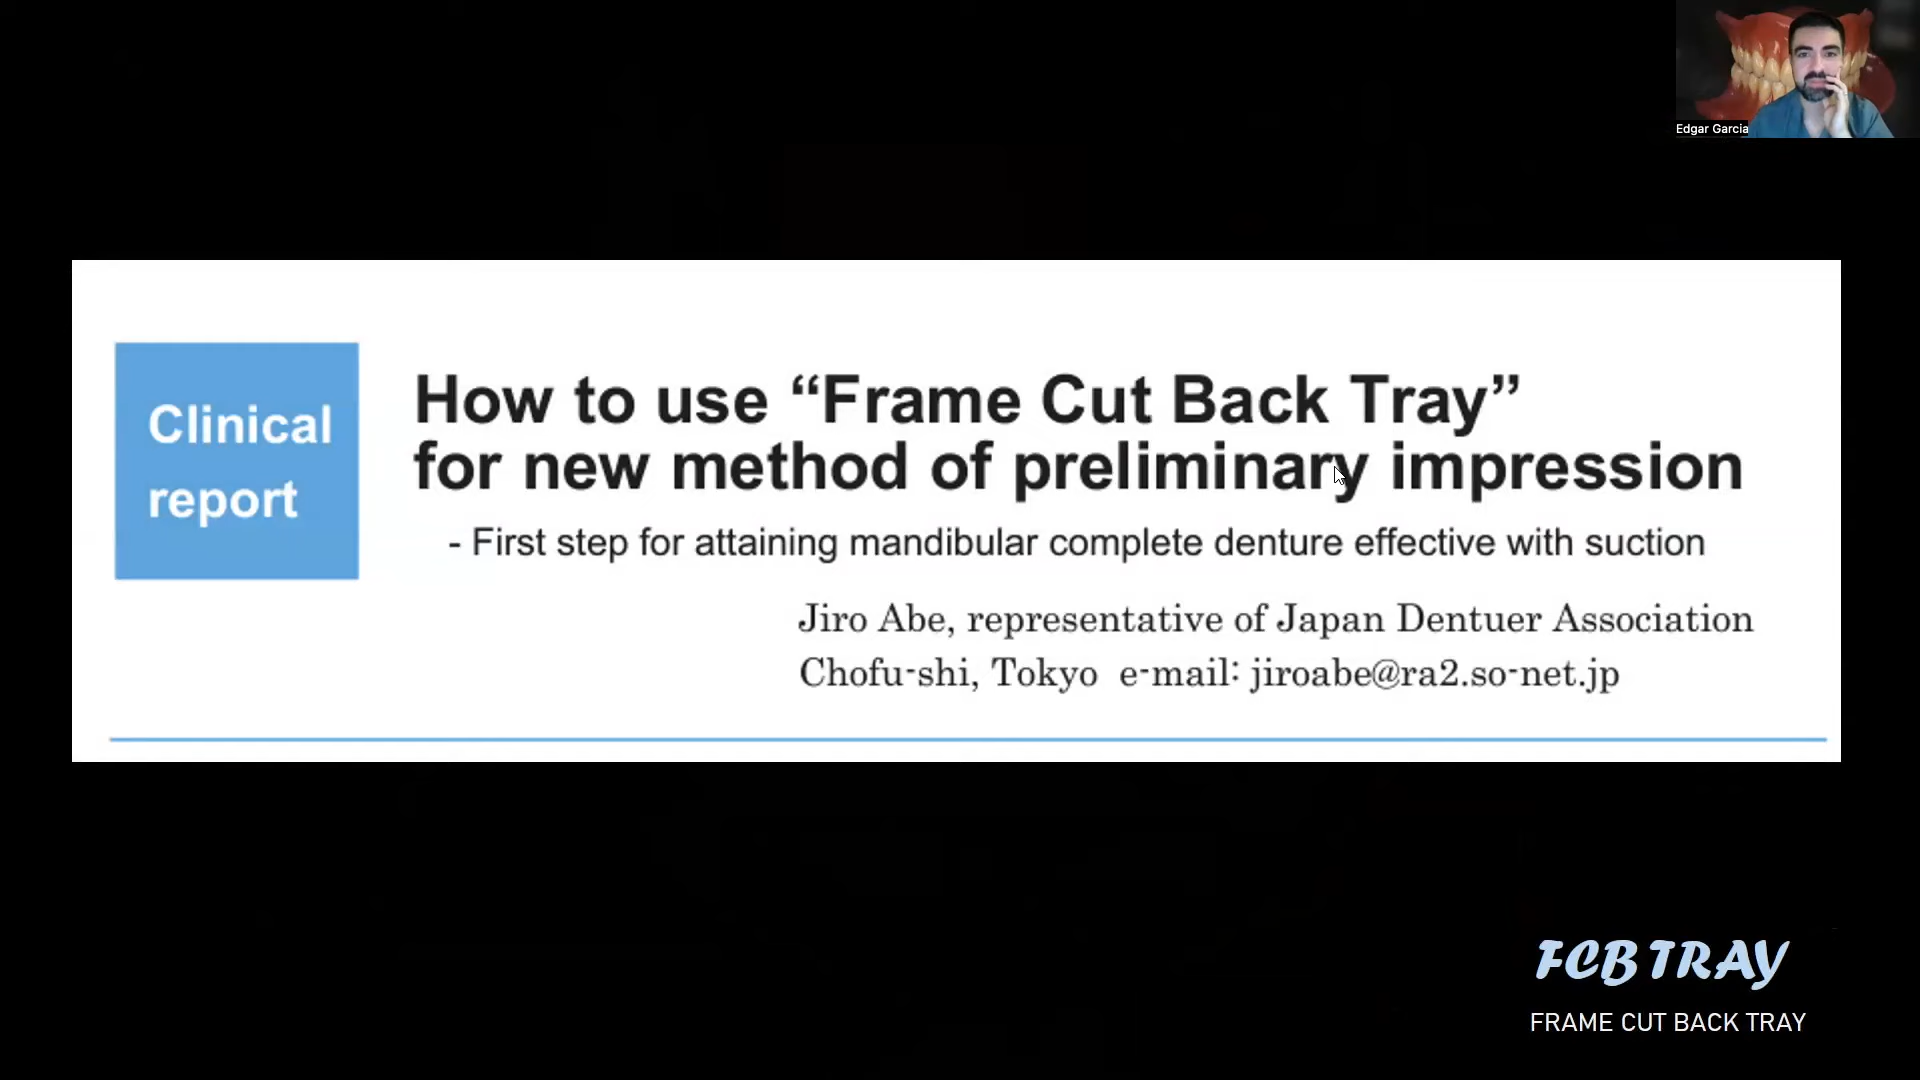 Edgar Garcia
Clinical
report
How to use “Frame Cut Back Tray”
for new method of preliminary impression
- First step for attaining mandibular complete denture effective with suction
Jiro Abe, representative of Japan Dentuer Association
Chofu-shi, Tokyo e-mail: jiroabe@ra2.so-net.jp
FCB TRAY
FRAME CUT BACK TRAY